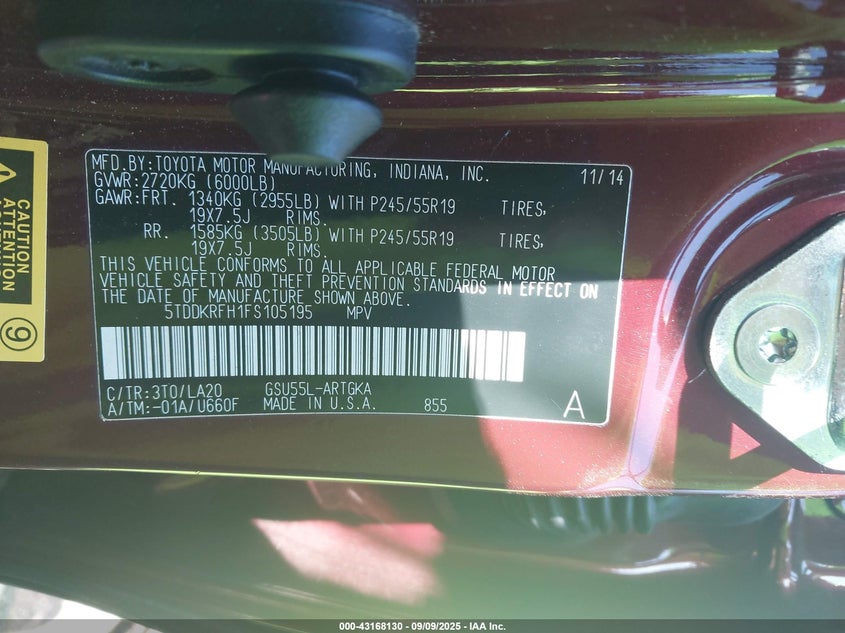 MFD.BY:TOYOTA MOTOR MANUFACTURING, INDIANA, INC. 11/14
GVWR:2720KG (6000LB)
GAWR:FRT. 1340KG (2955LB) WITH P245/55R19 TIRES,
19X7.5J RIMS.
RR. 1585KG (3505LB) WITH P245/55R19 TIRES,
19X7.5J RIMS.
THIS VEHICLE CONFORMS TO ALL APPLICABLE FEDERAL MOTOR
VEHICLE SAFETY AND THEFT PREVENTION STANDARDS IN EFFECT ON
THE DATE OF MANUFACTURE SHOWN ABOVE.
5TDDKRFH1FS105195 MPV
C/TR:3T0/LA20 GSU55L-ARTGKA
A/TM:-01A/U660F MADE IN U.S.A. 855 A
CAUTION
ATTENTION
9
000-43168130 - 09/09/2025 - IAA Inc.